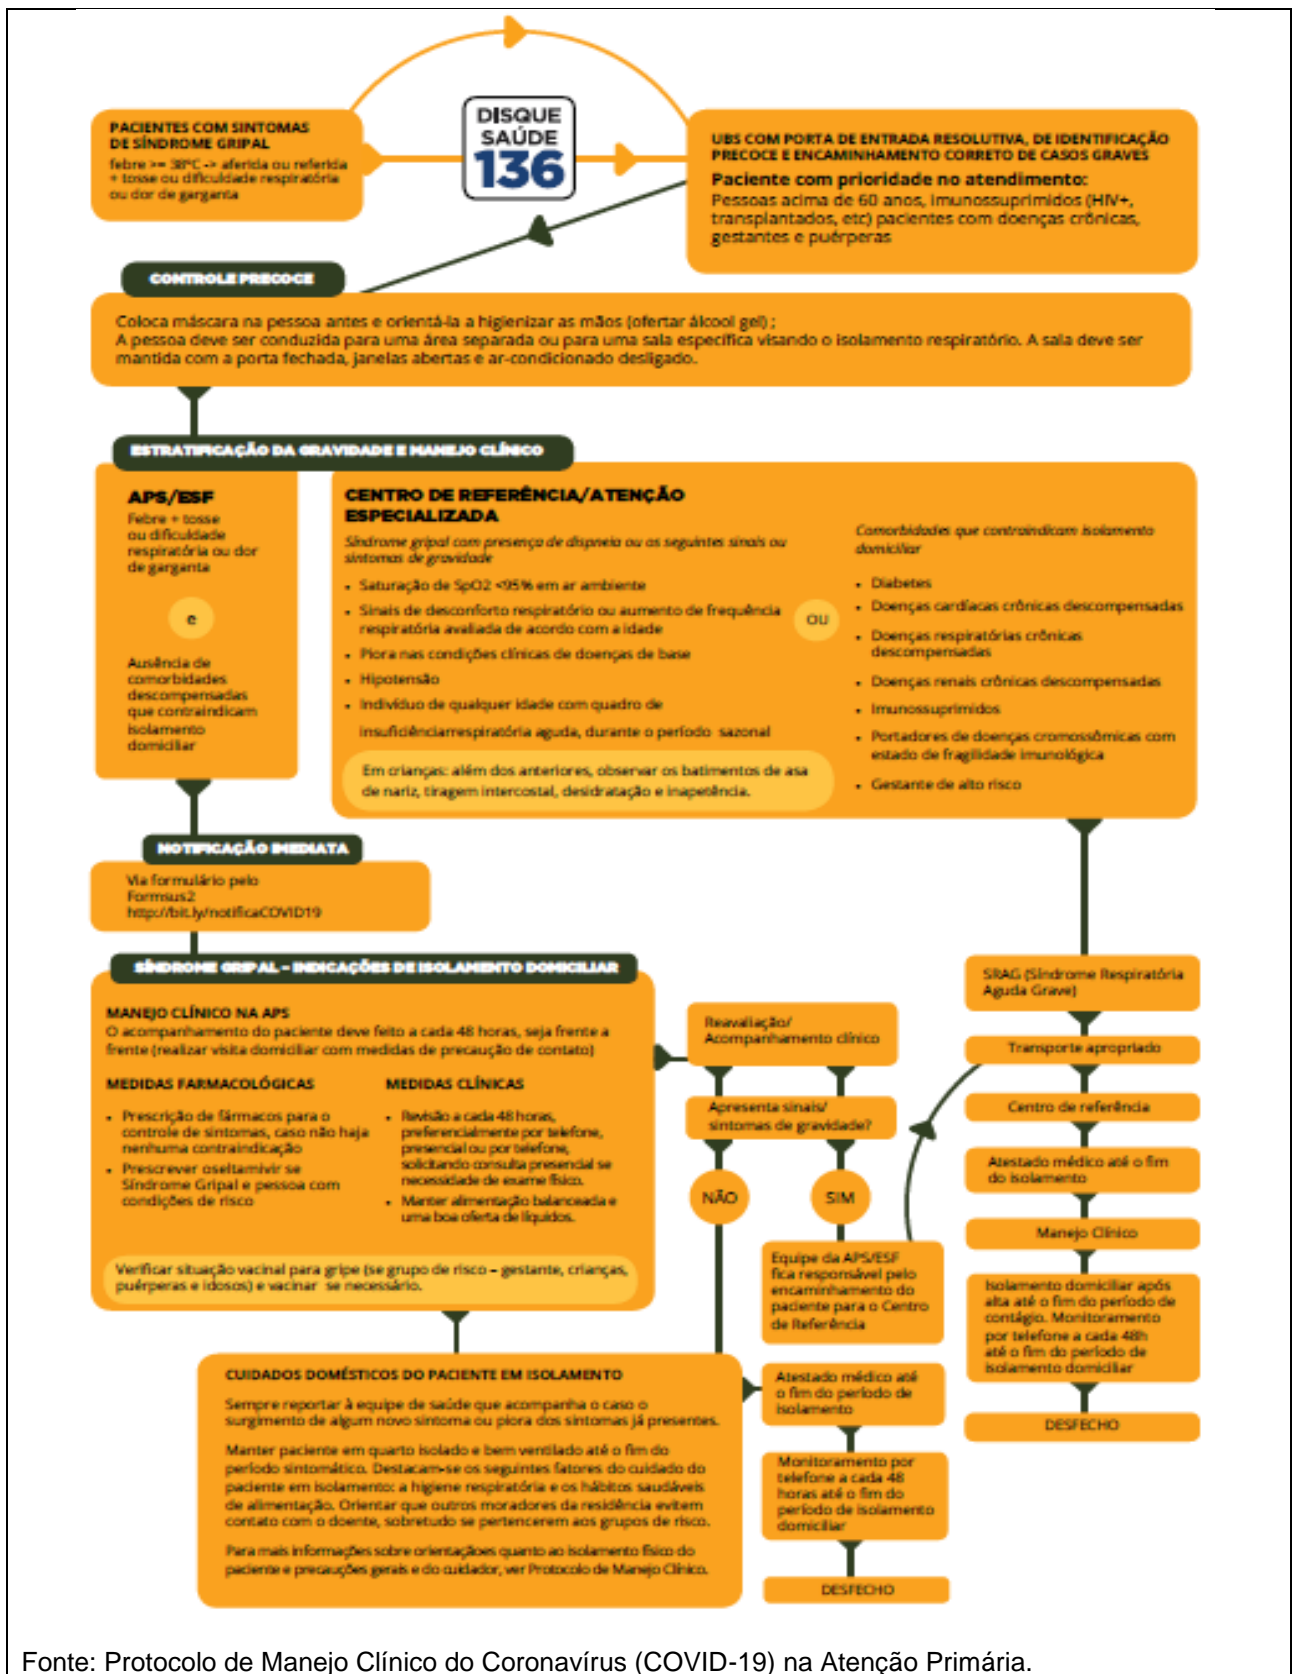 PACIENTES COM SINTOMAS
DE SÍNDROME GRIPAL
febre >= 38ºC -> aferida ou referida
+ tosse ou dificuldade respiratória
ou dor de garganta
DISQUE
SAÚDE
136
UBS COM PORTA DE ENTRADA RESOLUTIVA, DE IDENTIFICAÇÃO
PRECOCE E ENCAMINHAMENTO CORRETO DE CASOS GRAVES
Paciente com prioridade no atendimento:
Pessoas acima de 60 anos, imunossuprimidos (HIV+,
transplantados, etc) pacientes com doenças crônicas,
gestantes e puérperas
CONTROLE PRECOCE
Coloca máscara na pessoa antes e orientá-la a higienizar as mãos (ofertar álcool gel) ;
A pessoa deve ser conduzida para uma área separada ou para uma sala específica visando o isolamento respiratório. A sala deve ser
mantida com a porta fechada, janelas abertas e ar-condicionado desligado.
ESTRATIFICAÇÃO DA GRAVIDADE E MANEJO CLÍNICO
APS/ESF
Febre + tosse
ou dificuldade
respiratória ou dor
de garganta
e
Ausência de
comorbidades
descompensadas
que contraindicam
isolamento
domiciliar
CENTRO DE REFERÊNCIA/ATENÇÃO
ESPECIALIZADA
Síndrome gripal com presença de dispneia ou os seguintes sinais ou
sintomas de gravidade
• Saturação de SpO2 <95% em ar ambiente
• Sinais de desconforto respiratório ou aumento de frequência
respiratória avaliada de acordo com a idade
• Piora nas condições clínicas de doenças de base
• Hipotensão
• Indivíduo de qualquer idade com quadro de
insuficiênciarrespiratória aguda, durante o período sazonal
Em crianças: além dos anteriores, observar os batimentos de asa
de nariz, tiragem intercostal, desidratação e inapetência.
OU
Comorbidades que contraindicam isolamento
domiciliar
• Diabetes
• Doenças cardíacas crônicas descompensadas
• Doenças respiratórias crônicas
descompensadas
• Doenças renais crônicas descompensadas
• Imunossuprimidos
• Portadores de doenças cromossômicas com
estado de fragilidade imunológica
• Gestante de alto risco
NOTIFICAÇÃO IMEDIATA
Via formulário pelo
Formsus2
http://bit.ly/notificaCOVID19
SÍNDROME GRIPAL – INDICAÇÕES DE ISOLAMENTO DOMICILIAR
MANEJO CLÍNICO NA APS
O acompanhamento do paciente deve feito a cada 48 horas, seja frente a
frente (realizar visita domiciliar com medidas de precaução de contato)
MEDIDAS FARMACOLÓGICAS
• Prescrição de fármacos para o
controle de sintomas, caso não haja
nenhuma contraindicação
• Prescrever oseltamivir se
Síndrome Gripal e pessoa com
condições de risco
MEDIDAS CLÍNICAS
• Revisão a cada 48 horas,
preferencialmente por telefone,
presencial ou por telefone,
solicitando consulta presencial se
necessidade de exame físico.
• Manter alimentação balanceada e
uma boa oferta de líquidos.
Verificar situação vacinal para gripe (se grupo de risco – gestante, crianças,
puérperas e idosos) e vacinar se necessário.
Reavaliação/
Acompanhamento clínico
Apresenta sinais/
sintomas de gravidade?
NÃO
SIM
Equipe da APS/ESF
fica responsável pelo
encaminhamento do
paciente para o Centro
de Referência
SRAG (Síndrome Respiratória
Aguda Grave)
Transporte apropriado
Centro de referência
Atestado médico até o fim
do isolamento
Manejo Clínico
Isolamento domiciliar após
alta até o fim do período de
contágio. Monitoramento
por telefone a cada 48h
até o fim do período de
isolamento domiciliar
DESFECHO
CUIDADOS DOMÉSTICOS DO PACIENTE EM ISOLAMENTO
Sempre reportar à equipe de saúde que acompanha o caso o
surgimento de algum novo sintoma ou piora dos sintomas já presentes.
Manter paciente em quarto isolado e bem ventilado até o fim do
período sintomático. Destacam-se os seguintes fatores do cuidado do
paciente em isolamento: a higiene respiratória e os hábitos saudáveis
de alimentação. Orientar que outros moradores da residência evitem
contato com o doente, sobretudo se pertencerem aos grupos de risco.
Para mais informações sobre orientações quanto ao isolamento físico do
paciente e precauções gerais e do cuidador, ver Protocolo de Manejo Clínico.
Atestado médico até
o fim do período de
isolamento
Monitoramento por
telefone a cada 48
horas até o fim do
período de isolamento
domiciliar
DESFECHO
Fonte: Protocolo de Manejo Clínico do Coronavírus (COVID-19) na Atenção Primária.